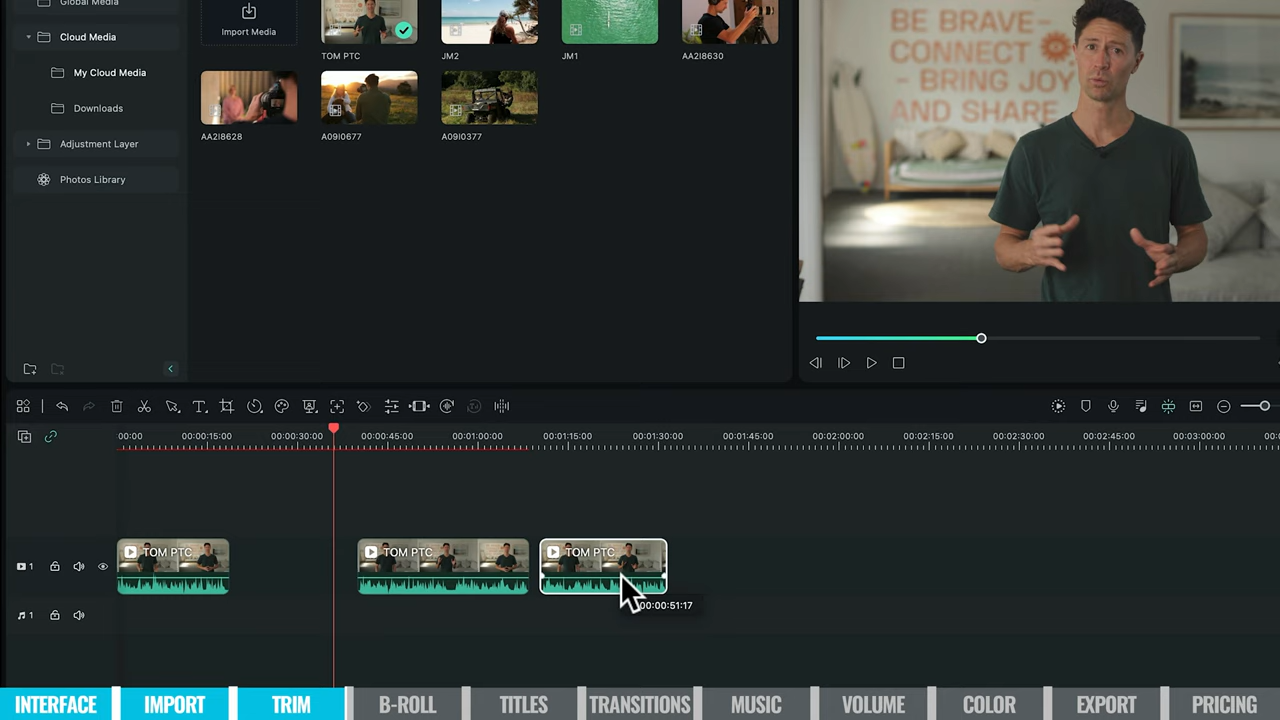 Global Media
Cloud Media
My Cloud Media
Downloads
Adjustment Layer
Photos Library
Import Media
TOM PTC
JM2
JM1
AA2I8630
AA2I8628
A09I0677
A09I0377
BE BRAVE-
CONNECT
- BRING JOY
AND SHARE
00:00
00:00:15:00
00:00:30:00
00:00:45:00
00:01:00:00
00:01:15:00
00:01:30:00
00:01:45:00
00:02:00:00
00:02:15:00
00:02:30:00
00:02:45:00
00:03:00:00
1
TOM PTC
TOM PTC
TOM PTC
00:00:51:17
1
INTERFACE
IMPORT
TRIM
B-ROLL
TITLES
TRANSITIONS
MUSIC
VOLUME
COLOR
EXPORT
PRICING